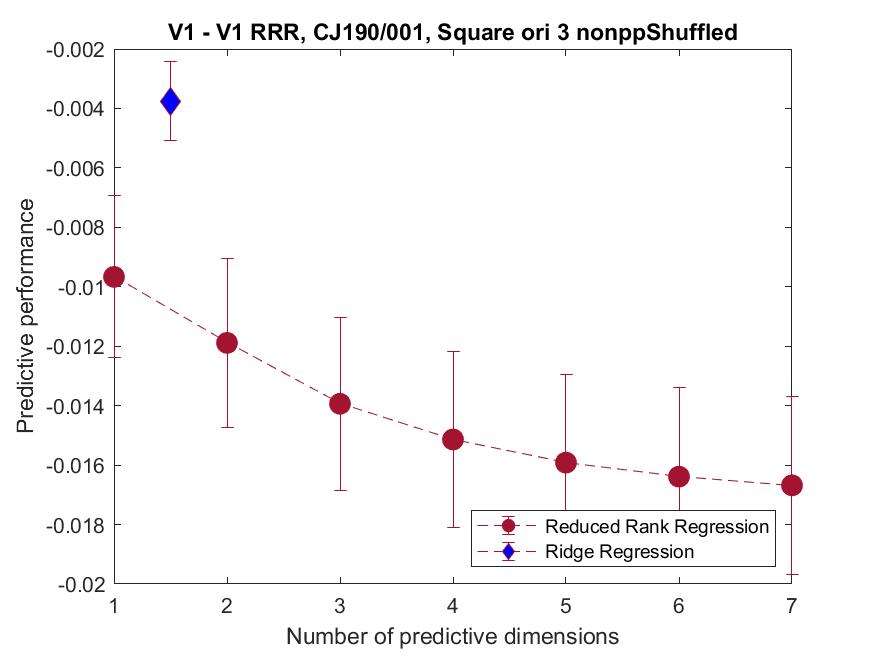 V1 - V1 RRR, CJ190/001, Square ori 3 nonppShuffled
-0.002
-0.004
-0.006
-0.008
-0.01
-0.012
-0.014
-0.016
-0.018
-0.02
Predictive performance
Reduced Rank Regression
Ridge Regression
1 2 3 4 5 6 7
Number of predictive dimensions